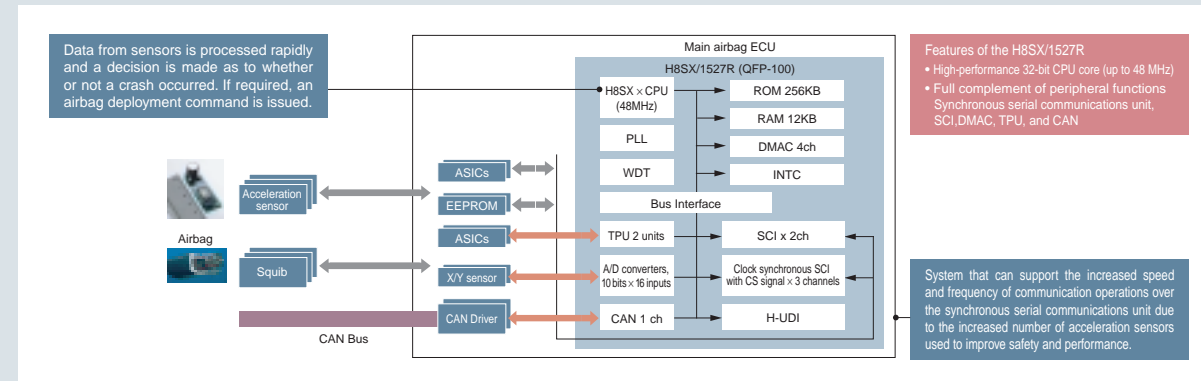 Data from sensors is processed rapidly
and a decision is made as to whether
or not a crash occurred. If required, an
airbag deployment command is issued.
Main airbag ECU
H8SX/1527R (QFP-100)
H8SX × CPU
(48MHz)
PLL
WDT
ROM 256KB
RAM 12KB
DMAC 4ch
INTC
Bus Interface
TPU 2 units
SCI x 2ch
A/D converters,
10 bits × 16 inputs
Clock synchronous SCI
with CS signal × 3 channels
CAN 1 ch
H-UDI
ASICs
EEPROM
ASICs
X/Y sensor
CAN Driver
Acceleration
sensor
Airbag
Squib
CAN Bus
Features of the H8SX/1527R
• High-performance 32-bit CPU core (up to 48 MHz)
• Full complement of peripheral functions
Synchronous serial communications unit,
SCI,DMAC, TPU, and CAN
System that can support the increased speed
and frequency of communication operations over
the synchronous serial communications unit due
to the increased number of acceleration sensors
used to improve safety and performance.